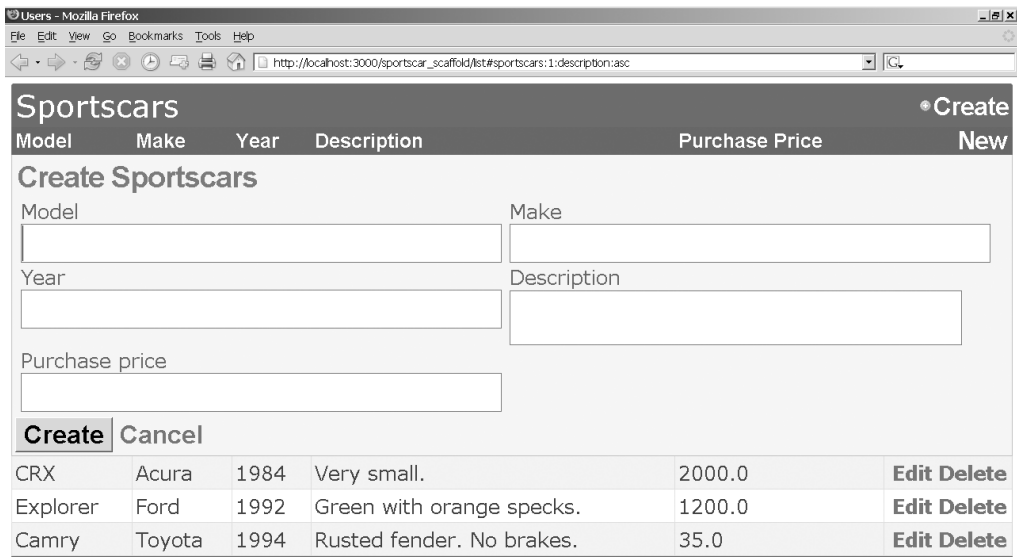 Users - Mozilla Firefox
File Edit View Go Bookmarks Tools Help
http://localhost:3000/sportscar_scaffold/list#sportscars:1:description:asc
G
Sportscars Create
Model Make Year Description Purchase Price New
Create Sportscars
Model Make
Year Description
Purchase price
Create Cancel
CRX Acura 1984 Very small. 2000.0 Edit Delete
Explorer Ford 1992 Green with orange specks. 1200.0 Edit Delete
Camry Toyota 1994 Rusted fender. No brakes. 35.0 Edit Delete